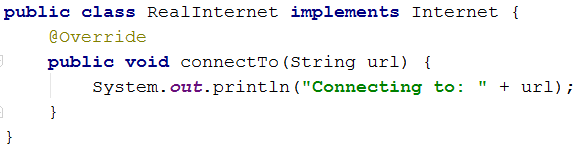 public class RealInternet implements Internet {
    @Override
    public void connectTo(String url) {
        System.out.println("Connecting to: " + url);
    }
}